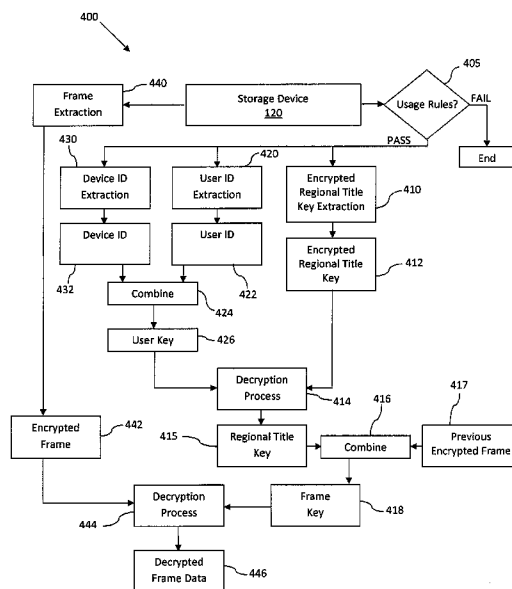 400
440
405
Frame
Extraction
Storage Device
120
Usage Rules?
FAIL
PASS
End
430
420
Device ID
Extraction
User ID
Extraction
Encrypted
Regional Title
Key Extraction
410
Device ID
User ID
Encrypted
Regional Title
Key
412
432
422
Combine
424
User Key
426
Decryption
Process
414
416
417
Encrypted
Frame
442
415
Regional Title
Key
Combine
Previous
Encrypted Frame
444
Decryption
Process
Frame
Key
418
Decrypted
Frame Data
446